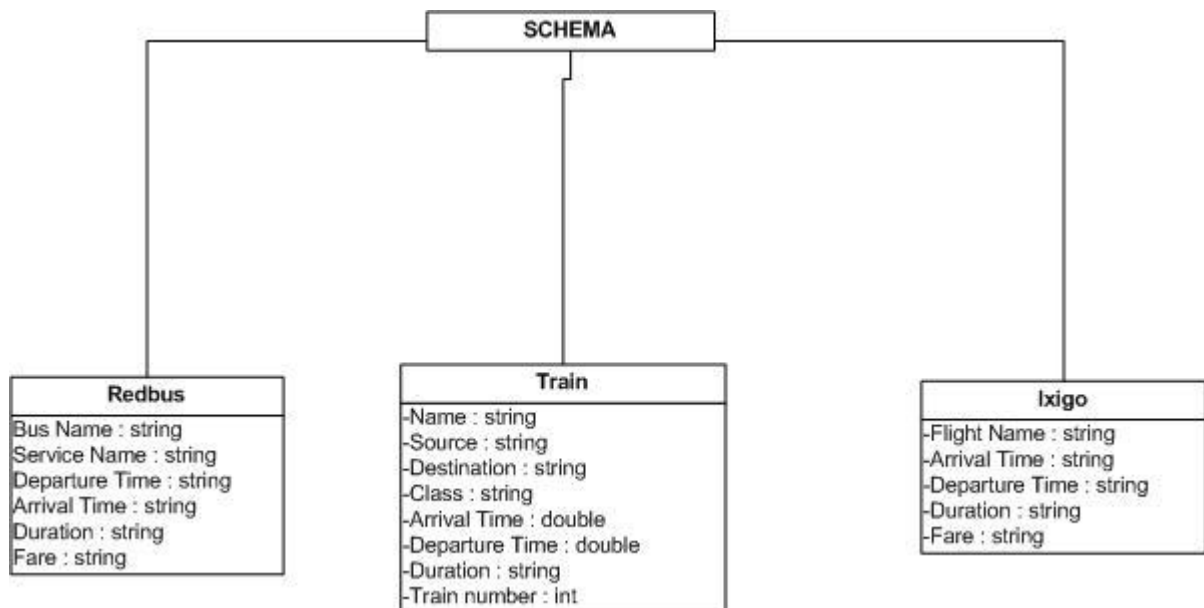 SCHEMA
Redbus
Bus Name : string
Service Name : string
Departure Time : string
Arrival Time : string
Duration : string
Fare : string
Train
-Name : string
-Source : string
-Destination : string
-Class : string
-Arrival Time : double
-Departure Time : double
-Duration : string
-Train number : int
Ixigo
-Flight Name : string
-Arrival Time : string
-Departure Time : string
-Duration : string
-Fare : string